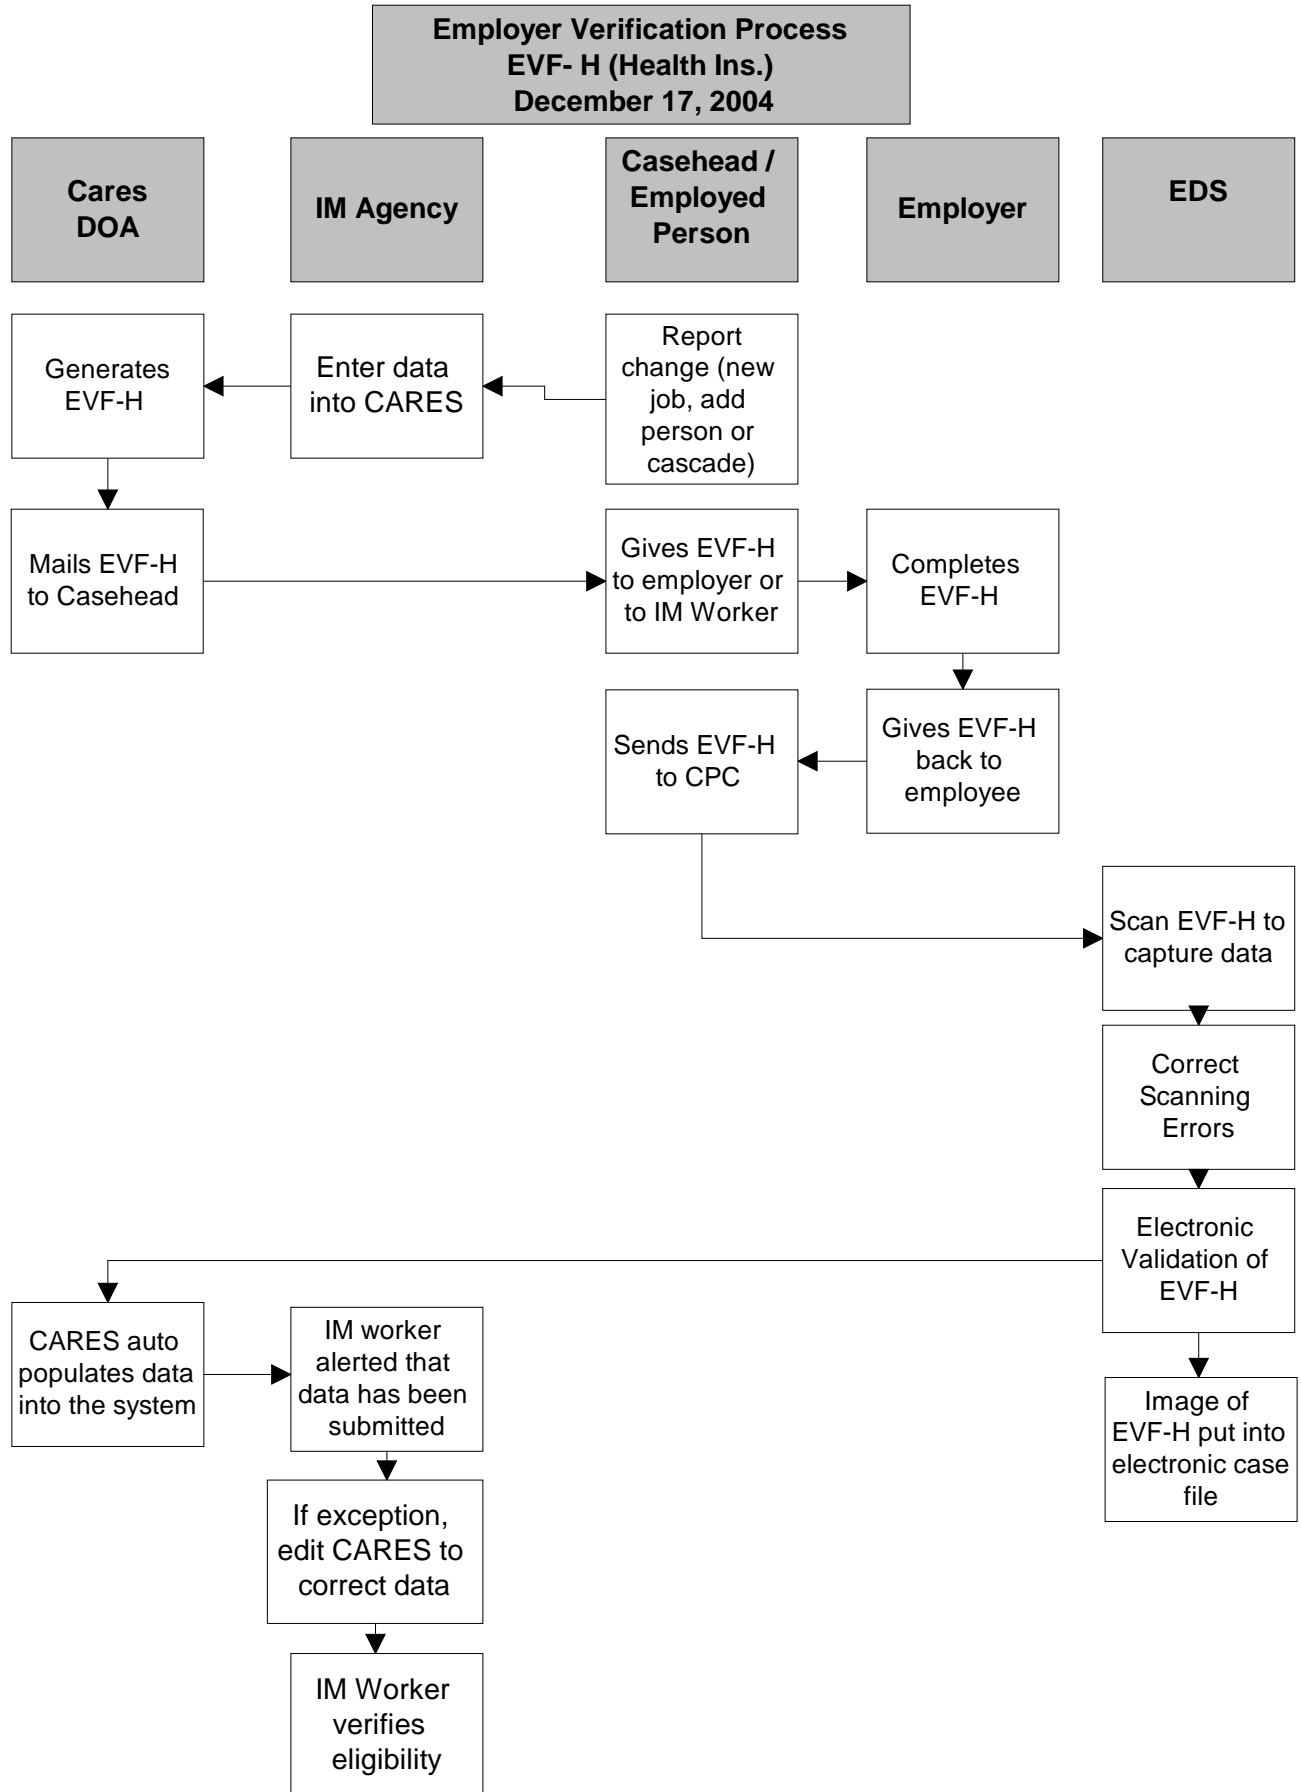 Employer Verification Process
EVF- H (Health Ins.)
December 17, 2004
Cares
DOA
IM Agency
Casehead /
Employed
Person
Employer
EDS
Generates
EVF-H
Enter data
into CARES
Report
change (new
job, add
person or
cascade)
Mails EVF-H
to Casehead
Gives EVF-H
to employer or
to IM Worker
Completes
EVF-H
Sends EVF-H
to CPC
Gives EVF-H
back to
employee
Scan EVF-H to
capture data
Correct
Scanning
Errors
Electronic
Validation of
EVF-H
CARES auto
populates data
into the system
IM worker
alerted that
data has been
submitted
Image of
EVF-H put into
electronic case
file
If exception,
edit CARES to
correct data
IM Worker
verifies
eligibility